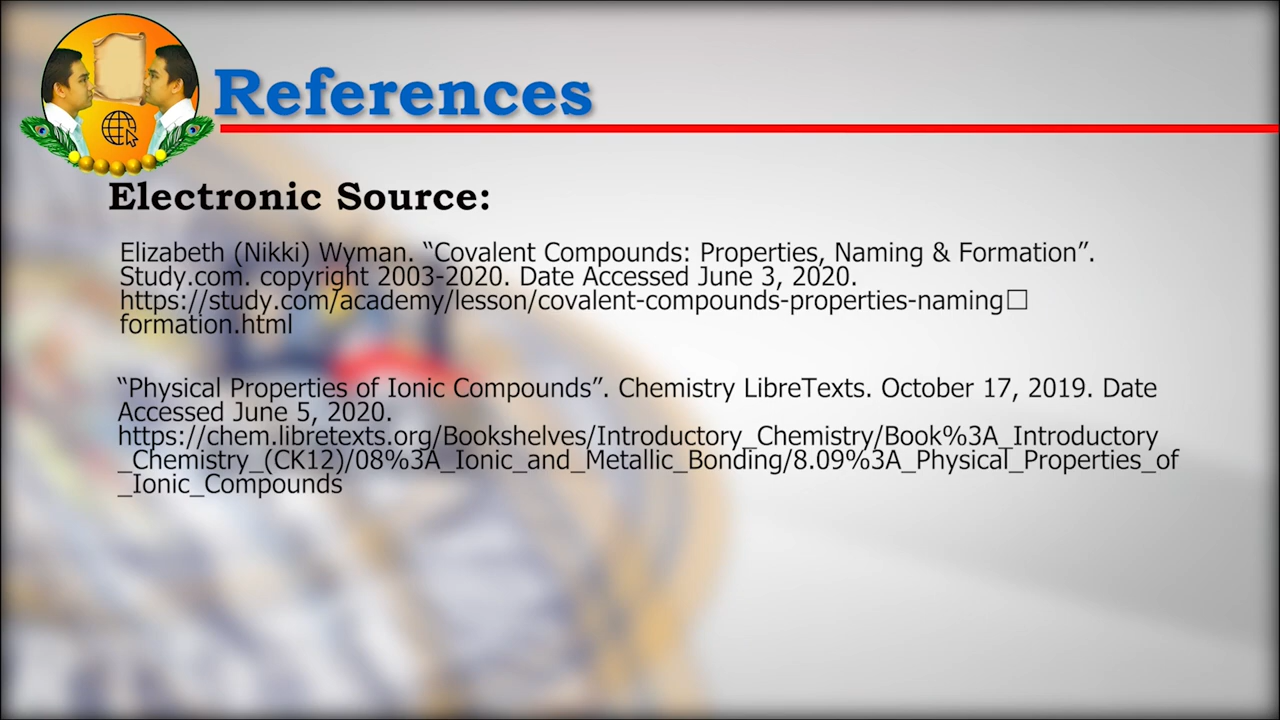 References
Electronic Source:
Elizabeth (Nikki) Wyman. “Covalent Compounds: Properties, Naming & Formation”.
Study.com. copyright 2003-2020. Date Accessed June 3, 2020.
https://study.com/academy/lesson/covalent-compounds-properties-naming□
formation.html
“Physical Properties of Ionic Compounds”. Chemistry LibreTexts. October 17, 2019. Date
Accessed June 5, 2020.
https://chem.libretexts.org/Bookshelves/Introductory_Chemistry/Book%3A_Introductory
_Chemistry_(CK12)/08%3A_Ionic_and_Metallic_Bonding/8.09%3A_Physical_Properties_of
_Ionic_Compounds